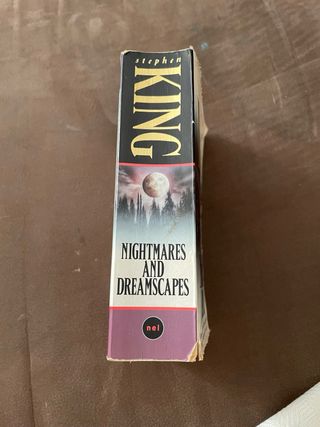 stephen
KING
NIGHTMARES
AND
DREAMSCAPES
nel